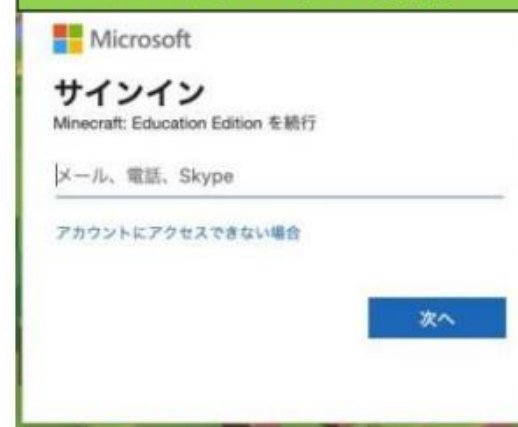 Microsoft
サインイン
Minecraft: Education Edition を続行
メール、電話、Skype
アカウントにアクセスできない場合
次へ